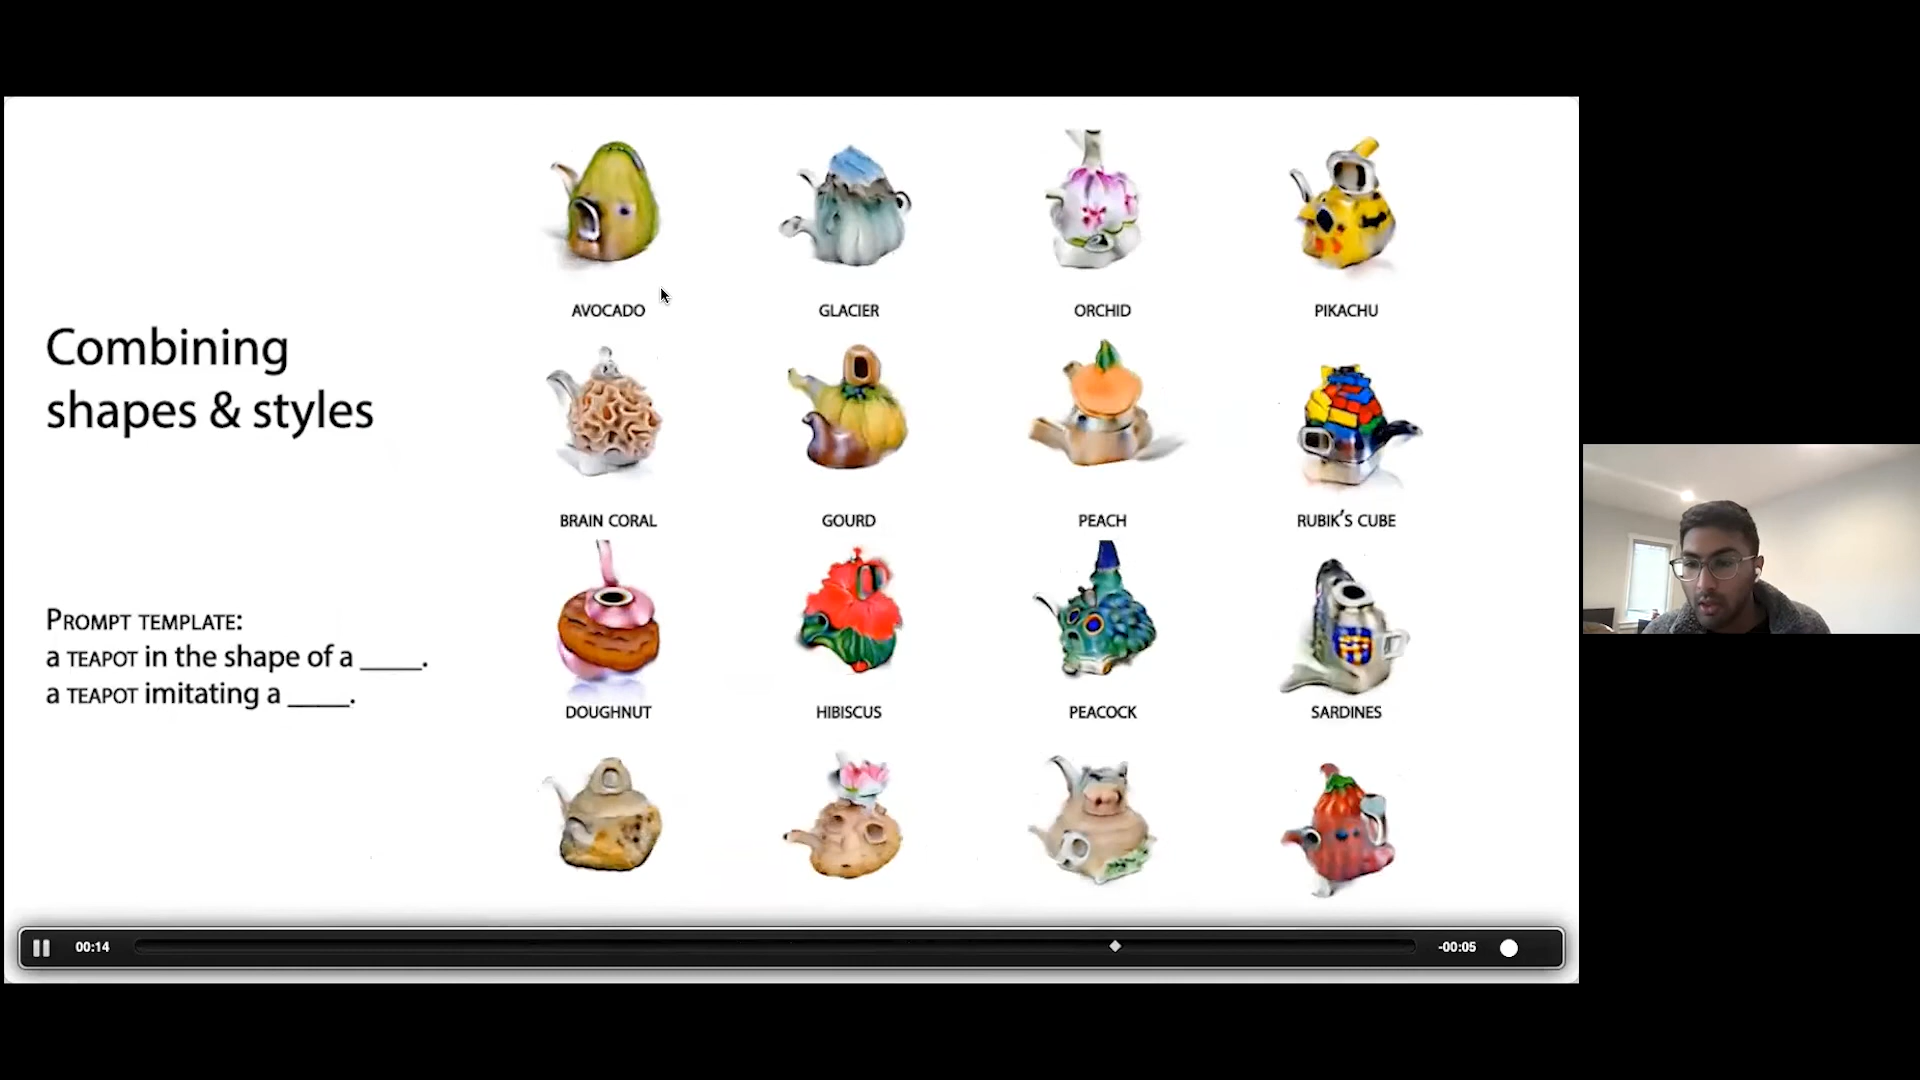 Combining
shapes & styles
PROMPT TEMPLATE:
a TEAPOT in the shape of a ____.
a TEAPOT imitating a ____.
AVOCADO
GLACIER
ORCHID
PIKACHU
BRAIN CORAL
GOURD
PEACH
RUBIK'S CUBE
DOUGHNUT
HIBISCUS
PEACOCK
SARDINES
00:14
-00:05